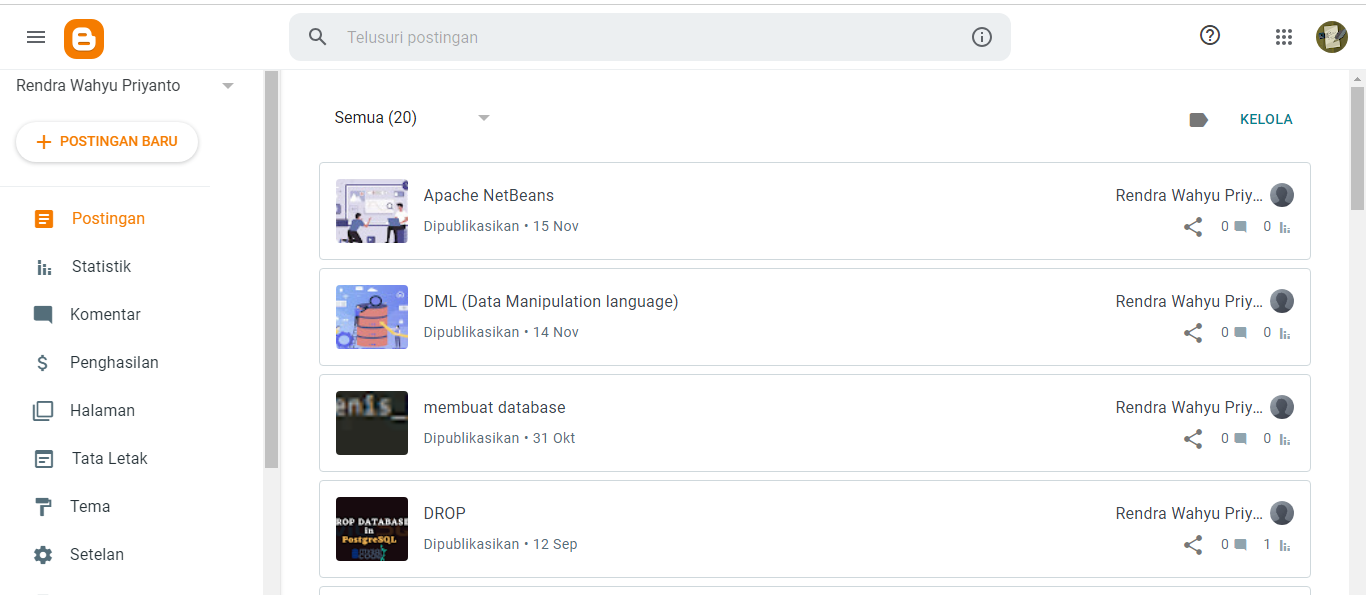 Telusuri postingan
Rendra Wahyu Priyanto
POSTINGAN BARU
Postingan
Statistik
Komentar
Penghasilan
Halaman
Tata Letak
Tema
Setelan
Semua (20)
KELOLA
Apache NetBeans
Rendra Wahyu Priy...
Dipublikasikan • 15 Nov
0 0
DML (Data Manipulation language)
Rendra Wahyu Priy...
Dipublikasikan • 14 Nov
0 0
enis_
membuat database
Rendra Wahyu Priy...
Dipublikasikan • 31 Okt
0 0
ROP DATABASE
in
PostgreSQL
DROP
Rendra Wahyu Priy...
Dipublikasikan • 12 Sep
0 1